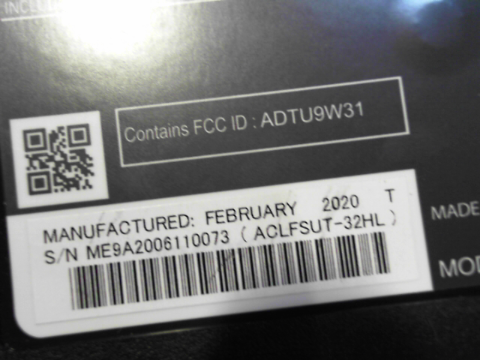 Contains FCC ID : ADTU9W31
MANUFACTURED: FEBRUARY 2020 T
S/N ME9A2006110073 ( ACLFSUT-32HL )
MADE
MOD